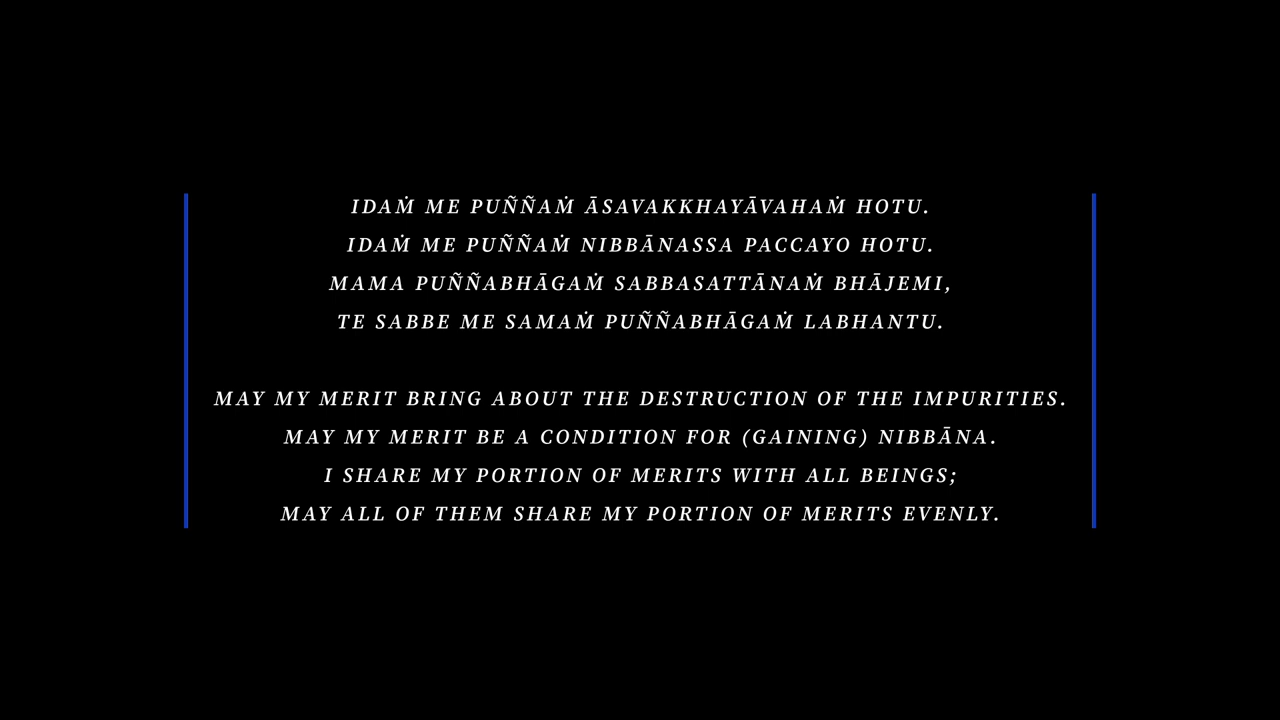 IDAṀ ME PUÑÑAṀ ĀSAVAKKHAYĀVAHAṀ HOTU.
IDAṀ ME PUÑÑAṀ NIBBĀNASSA PACCAYO HOTU.
MAMA PUÑÑABHĀGAṀ SABBASATTĀNAṀ BHĀJEMI,
TE SABBE ME SAMAṀ PUÑÑABHĀGAṀ LABHANTU.
MAY MY MERIT BRING ABOUT THE DESTRUCTION OF THE IMPURITIES.
MAY MY MERIT BE A CONDITION FOR (GAINING) NIBBĀNA.
I SHARE MY PORTION OF MERITS WITH ALL BEINGS;
MAY ALL OF THEM SHARE MY PORTION OF MERITS EVENLY.